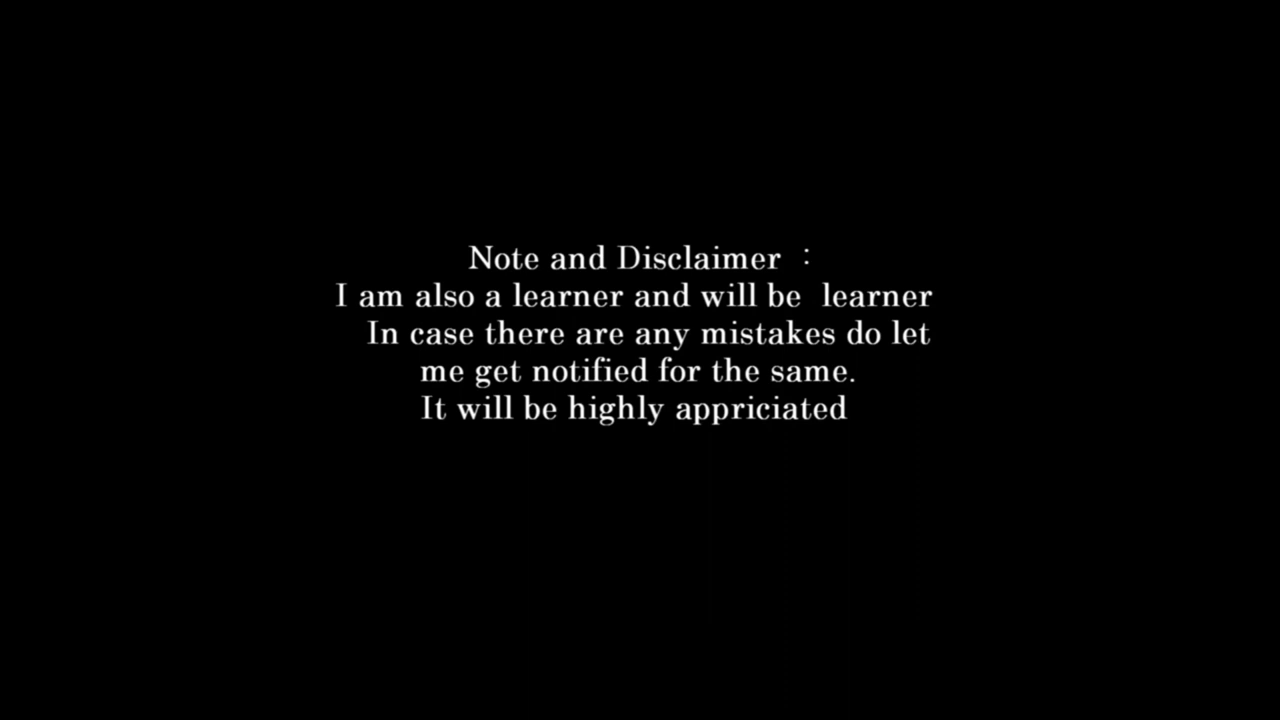 Note and Disclaimer :
I am also a learner and will be learner
In case there are any mistakes do let
me get notified for the same.
It will be highly appriciated